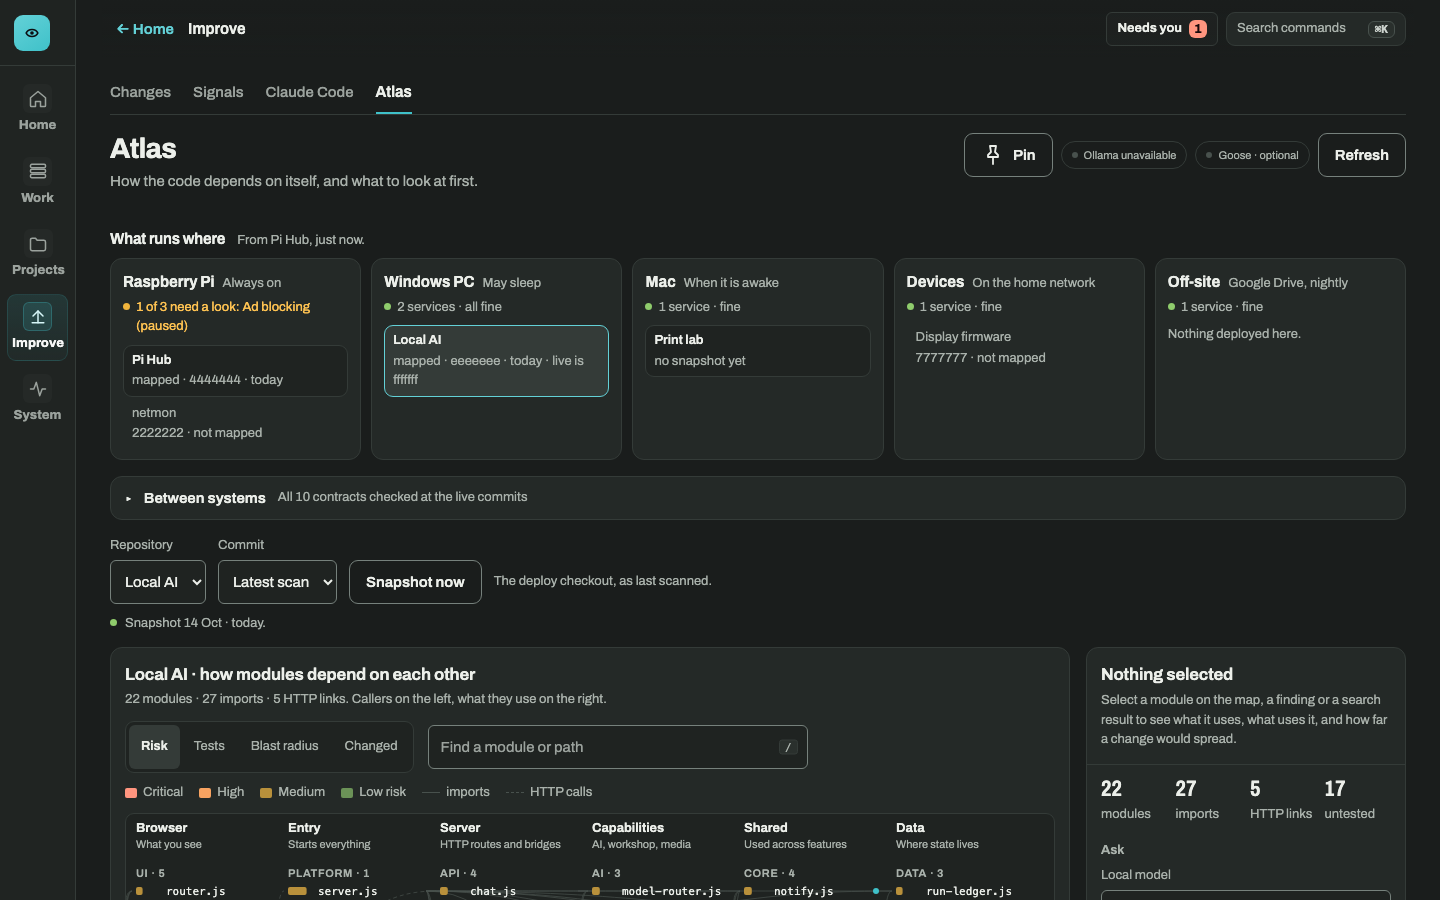 ← Home Improve
Needs you 1
Search commands ⌘K
Home
Work
Projects
Improve
System
Changes Signals Claude Code Atlas
Atlas
How the code depends on itself, and what to look at first.
Pin
Ollama unavailable
Goose · optional
Refresh
What runs where From Pi Hub, just now.
Raspberry Pi Always on
1 of 3 need a look: Ad blocking
(paused)
Pi Hub
mapped · 4444444 · today
netmon
2222222 · not mapped
Windows PC May sleep
2 services · all fine
Local AI
mapped · eeeeeee · today · live is
fffffff
Mac When it is awake
1 service · fine
Print lab
no snapshot yet
Devices On the home network
1 service · fine
Display firmware
7777777 · not mapped
Off-site Google Drive, nightly
1 service · fine
Nothing deployed here.
Between systems All 10 contracts checked at the live commits
Repository Commit
Local AI Latest scan Snapshot now The deploy checkout, as last scanned.
Snapshot 14 Oct · today.
Local AI · how modules depend on each other
22 modules · 27 imports · 5 HTTP links. Callers on the left, what they use on the right.
Risk Tests Blast radius Changed
Find a module or path /
Critical High Medium Low risk imports HTTP calls
Browser Entry Server Capabilities Shared Data
What you see Starts everything HTTP routes and bridges AI, workshop, media Used across features Where state lives
UI · 5 PLATFORM · 1 API · 4 AI · 3 CORE · 4 DATA · 3
router.js server.js chat.js model-router.js notify.js run-ledger.js
Nothing selected
Select a module on the map, a finding or a search
result to see what it uses, what uses it, and how far
a change would spread.
22 27 5 17
modules imports HTTP links untested
Ask
Local model